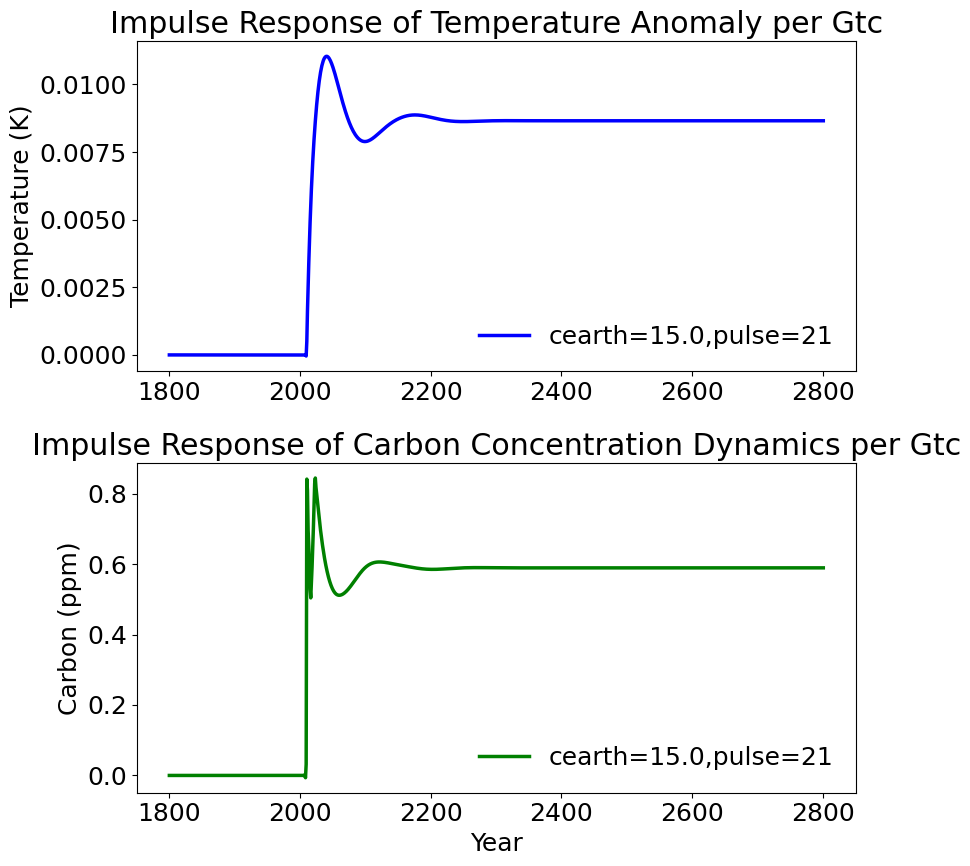 Impulse Response of Temperature Anomaly per Gtc
Temperature (K)
0.0100
0.0075
0.0050
0.0025
0.0000
cearth=15.0,pulse=21
1800 2000 2200 2400 2600 2800
Impulse Response of Carbon Concentration Dynamics per Gtc
Carbon (ppm)
0.8
0.6
0.4
0.2
0.0
cearth=15.0,pulse=21
1800 2000 2200 2400 2600 2800
Year